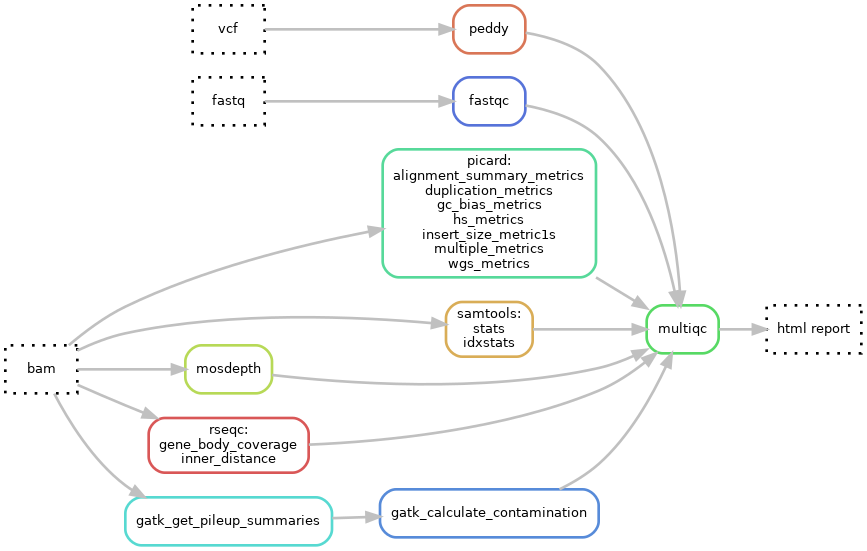 vcf
peddy
fastq
fastqc
picard:
alignment_summary_metrics
duplication_metrics
gc_bias_metrics
hs_metrics
insert_size_metric1s
multiple_metrics
wgs_metrics
samtools:
stats
idxstats
multiqc
html report
bam
mosdepth
rseqc:
gene_body_coverage
inner_distance
gatk_get_pileup_summaries
gatk_calculate_contamination